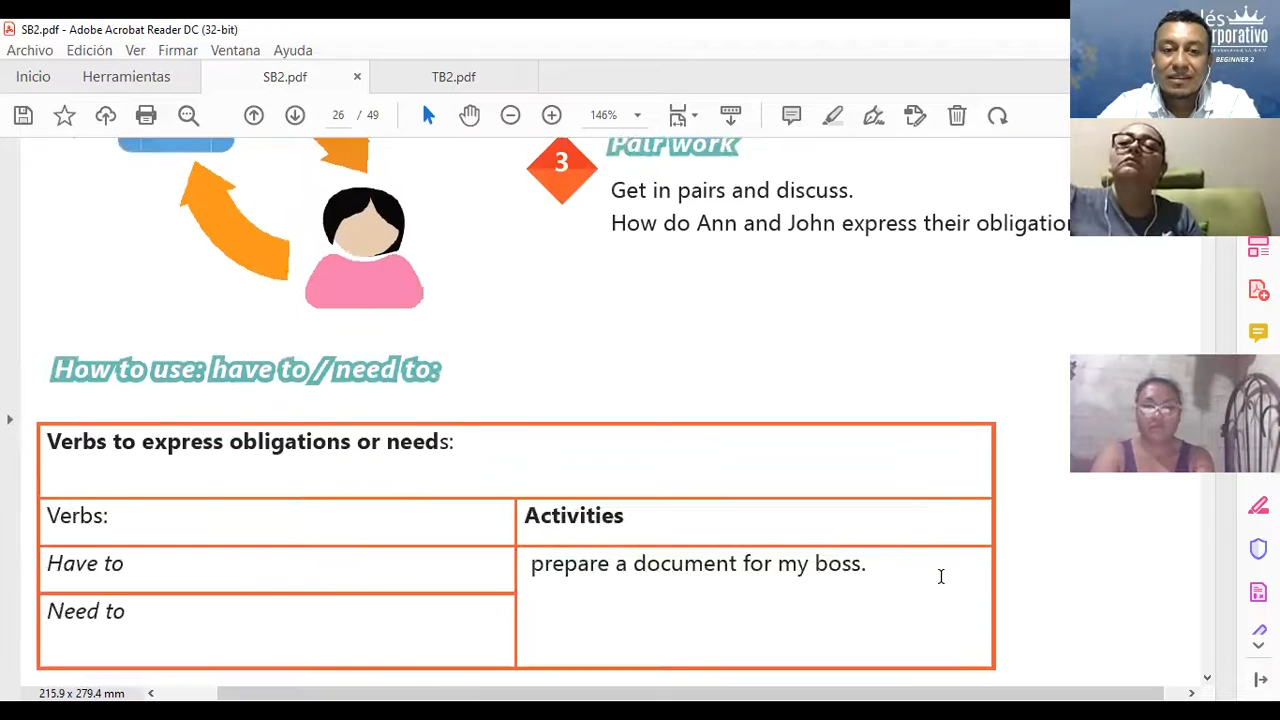 SB2.pdf - Adobe Acrobat Reader DC (32-bit)
Archivo Edición Ver Firmar Ventana Ayuda
Inicio Herramientas SB2.pdf × TB2.pdf
26 / 49 146%
Pair work
3
Get in pairs and discuss.
How do Ann and John express their obligation
How to use: have to / need to:
Verbs to express obligations or needs:
Verbs: Activities
Have to prepare a document for my boss.
Need to
215.9 x 279.4 mm
BEGINNER 2